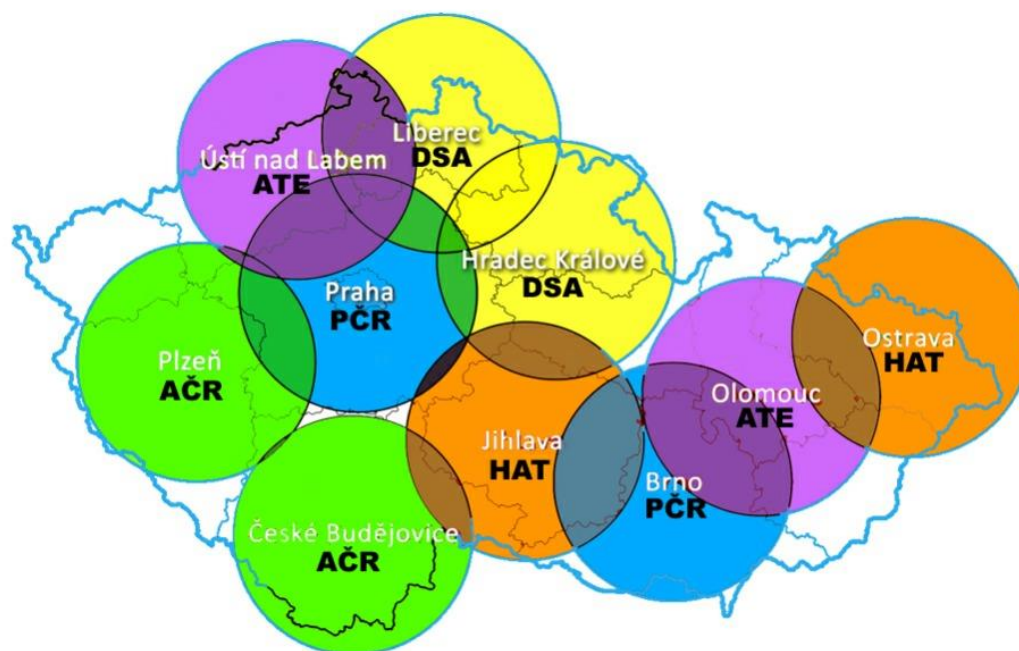 Liberec
DSA
Ústí nad Labem
ATE
Hradec Králové
DSA
Praha
PČR
Plzeň
AČR
Ostrava
HAT
Olomouc
ATE
Jihlava
HAT
Brno
PČR
České Budějovice
AČR